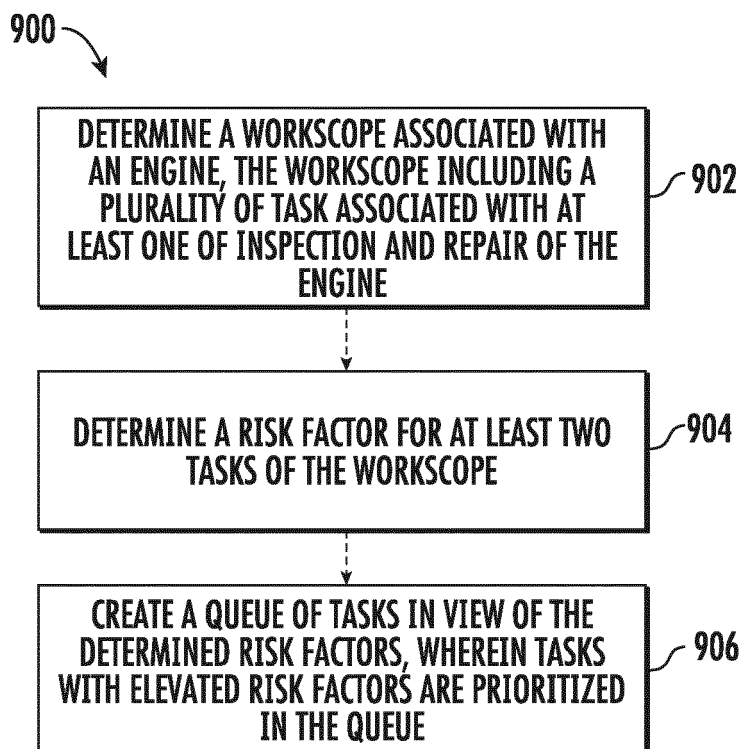 900
DETERMINE A WORKSCOPE ASSOCIATED WITH
AN ENGINE, THE WORKSCOPE INCLUDING A
PLURALITY OF TASK ASSOCIATED WITH AT
LEAST ONE OF INSPECTION AND REPAIR OF THE
ENGINE
902
DETERMINE A RISK FACTOR FOR AT LEAST TWO
TASKS OF THE WORKSCOPE
904
CREATE A QUEUE OF TASKS IN VIEW OF THE
DETERMINED RISK FACTORS, WHEREIN TASKS
WITH ELEVATED RISK FACTORS ARE PRIORITIZED
IN THE QUEUE
906